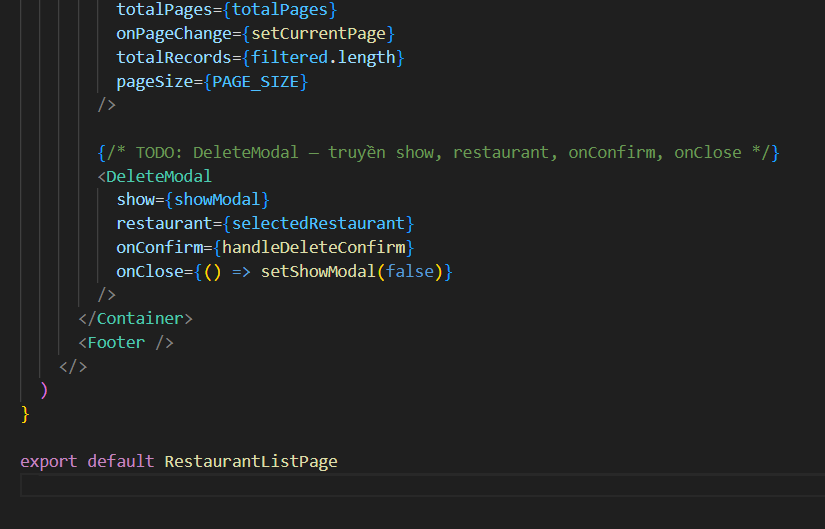 totalPages={totalPages}
onPageChange={setCurrentPage}
totalRecords={filtered.length}
pageSize={PAGE_SIZE}
/>
{/* TODO: DeleteModal — truyền show, restaurant, onConfirm, onClose */}
<DeleteModal
show={showModal}
restaurant={selectedRestaurant}
onConfirm={handleDeleteConfirm}
onClose={() => setShowModal(false)}
/>
</Container>
<Footer />
</>
)
}
export default RestaurantListPage